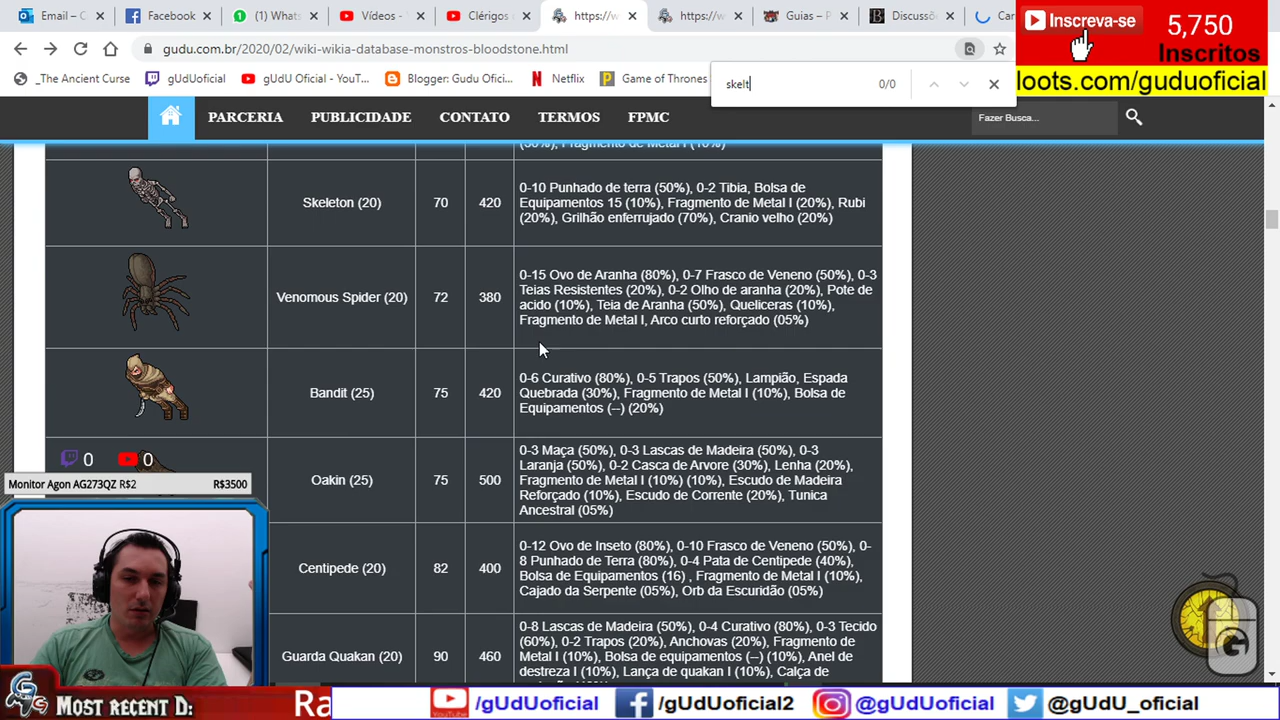 Email – C
Facebook
(1) Whats
Vídeos -
Clérigos
https://w
https://w
Guias – P
Discussõ
Car
Inscreva-se
5,750
Inscritos
loots.com/guduoficial
gudu.com.br/2020/02/wiki-wikia-database-monstros-bloodstone.html
_The Ancient Curse
gUdUoficial
gUdU Oficial - YouT...
Blogger: Gudu Ofici...
Netflix
Game of Thrones
skelt
0/0
PARCERIA
PUBLICIDADE
CONTATO
TERMOS
FPMC
Fazer Busca...
(50%), Fragmento de Metal I (10%)
Skeleton (20)
70
420
0-10 Punhado de terra (50%), 0-2 Tibia, Bolsa de
Equipamentos 15 (10%), Fragmento de Metal I (20%), Rubi
(20%), Grilhão enferrujado (70%), Cranio velho (20%)
Venomous Spider (20)
72
380
0-15 Ovo de Aranha (80%), 0-7 Frasco de Veneno (50%), 0-3
Teias Resistentes (20%), 0-2 Olho de aranha (20%), Pote de
acido (10%), Teia de Aranha (50%), Queliceras (10%),
Fragmento de Metal I, Arco curto reforçado (05%)
Bandit (25)
75
420
0-6 Curativo (80%), 0-5 Trapos (50%), Lampião, Espada
Quebrada (30%), Fragmento de Metal I (10%), Bolsa de
Equipamentos (--) (20%)
Oakin (25)
75
500
0-3 Maça (50%), 0-3 Lascas de Madeira (50%), 0-3
Laranja (50%), 0-2 Casca de Arvore (30%), Lenha (20%),
Fragmento de Metal I (10%) (10%), Escudo de Madeira
Reforçado (10%), Escudo de Corrente (20%), Tunica
Ancestral (05%)
0
0
Monitor Agon AG273QZ R$2
R$3500
Centipede (20)
82
400
0-12 Ovo de Inseto (80%), 0-10 Frasco de Veneno (50%), 0-
8 Punhado de Terra (80%), 0-4 Pata de Centipede (40%),
Bolsa de Equipamentos (16) , Fragmento de Metal I (10%),
Cajado da Serpente (05%), Orb da Escuridão (05%)
Guarda Quakan (20)
90
460
0-8 Lascas de Madeira (50%), 0-4 Curativo (80%), 0-3 Tecido
(60%), 0-2 Trapos (20%), Anchovas (20%), Fragmento de
Metal I (10%), Bolsa de equipamentos (--) (10%), Anel de
destreza I (10%), Lança de quakan I (10%), Calça de
Most recent D:
Ra
/gUdUoficial
/gUdUoficial2
@gUdUoficial
@gUdU_oficial